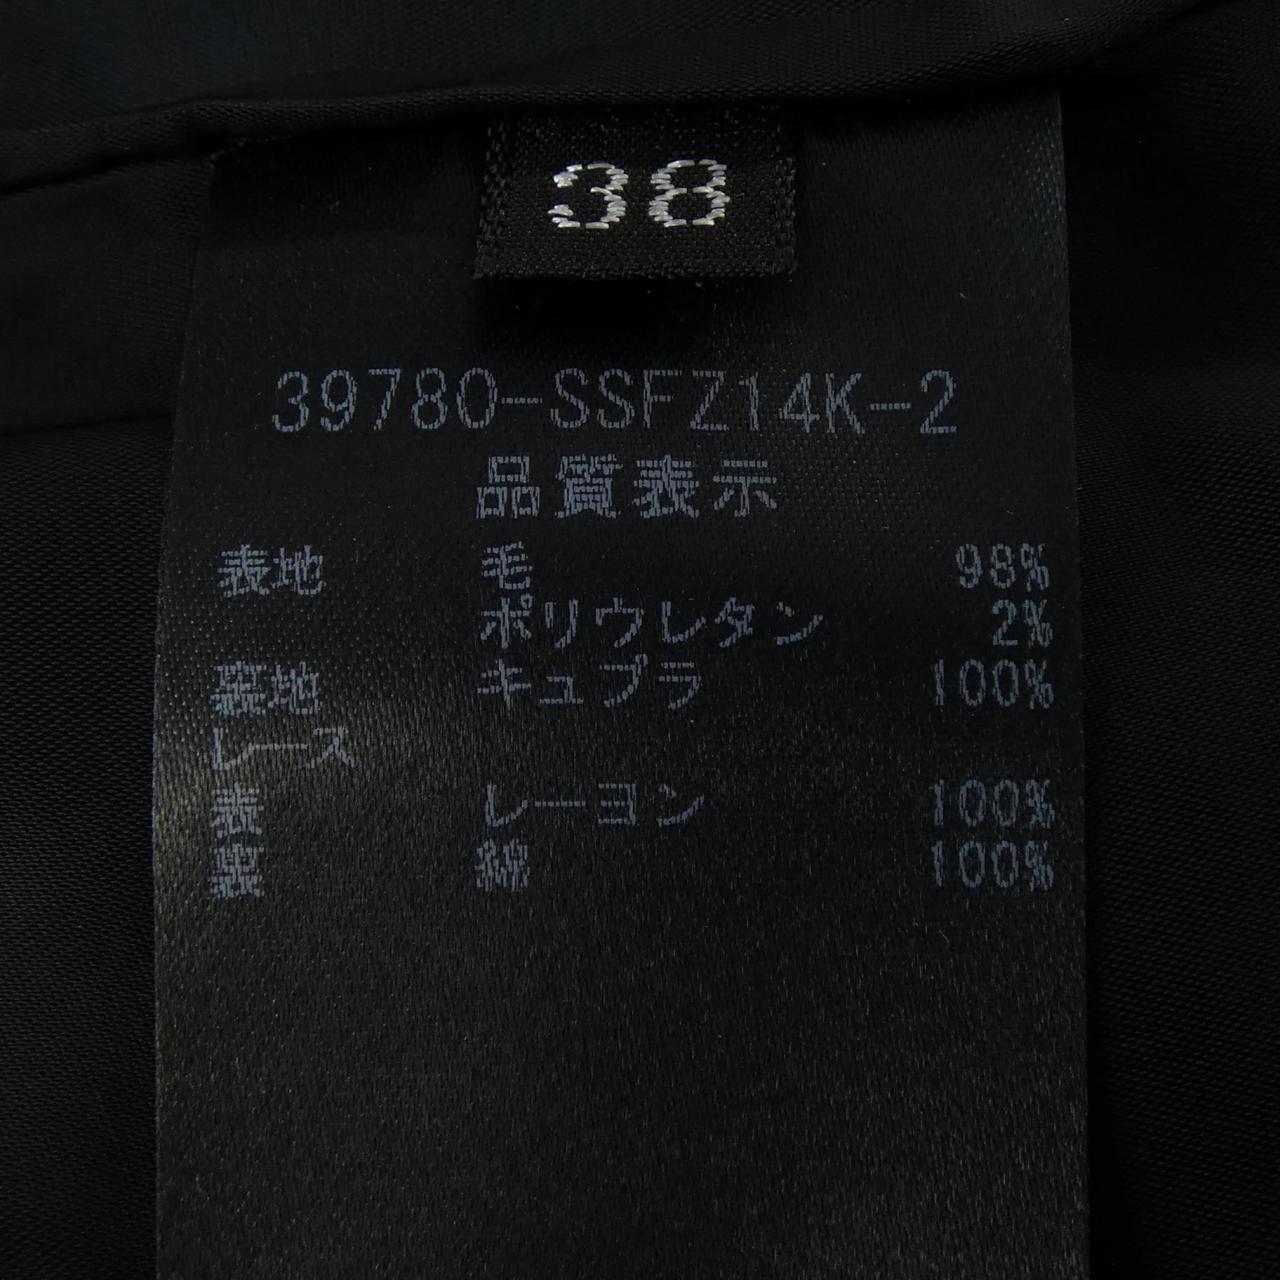 38
39780-SSFZ14K-2
品質表示
表地 毛 98%
ポリウレタン 2%
裏地 キュプラ 100%
レース
表 レーヨン 100%
裏 綿 100%